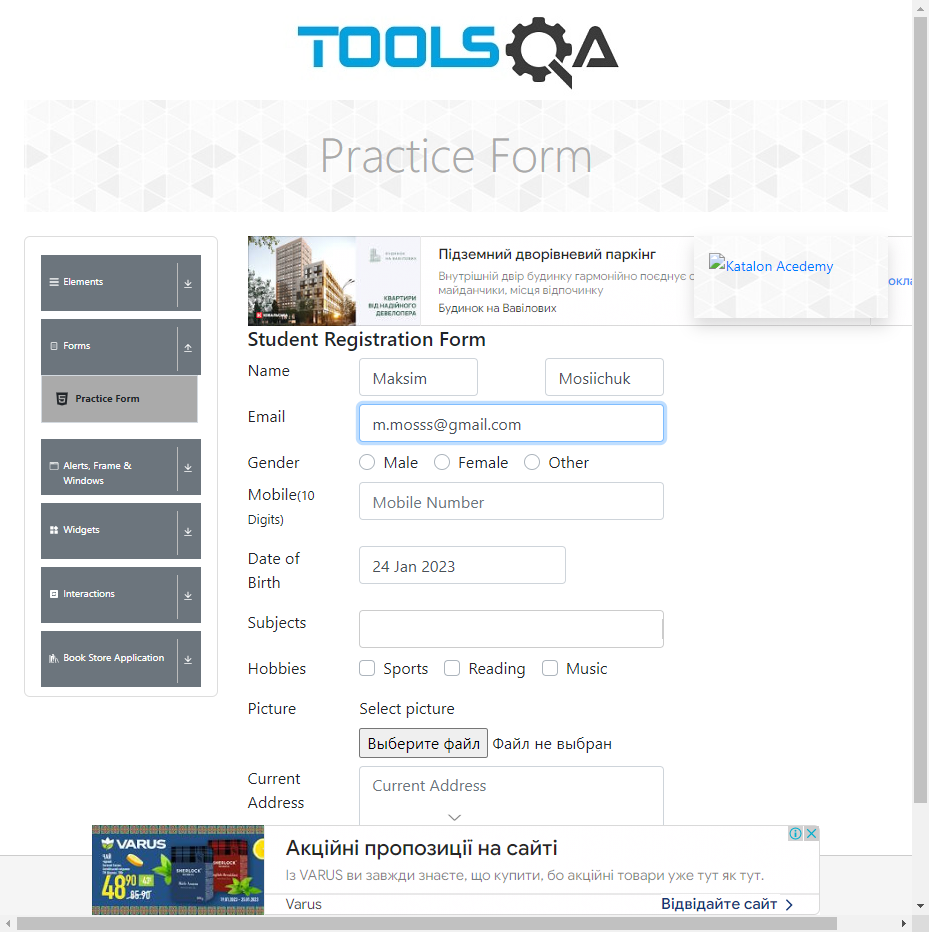 TOOLSQA
Practice Form
Elements
Forms
Practice Form
Alerts, Frame &
Windows
Widgets
Interactions
Book Store Application
БУДИНОК
НА ВАВІЛОВИХ
КВАРТИРИ
ВІД НАДІЙНОГО
ДЕВЕЛОПЕРА
Підземний дворівневий паркінг
Внутрішній двір будинку гармонійно поєднує с
майданчики, місця відпочинку
Будинок на Вавілових
Katalon Acedemy
Student Registration Form
Name Maksim Mosiichuk
Email m.mosss@gmail.com
Gender Male Female Other
Mobile(10
Digits) Mobile Number
Date of
Birth 24 Jan 2023
Subjects
Hobbies Sports Reading Music
Picture Select picture
Выберите файл Файл не выбран
Current
Address Current Address
VARUS
ЧАЙ
SHERLOCK
48.90
85.90
Акційні пропозиції на сайті
Із VARUS ви завжди знаєте, що купити, бо акційні товари уже тут як тут.
Varus Відвідайте сайт